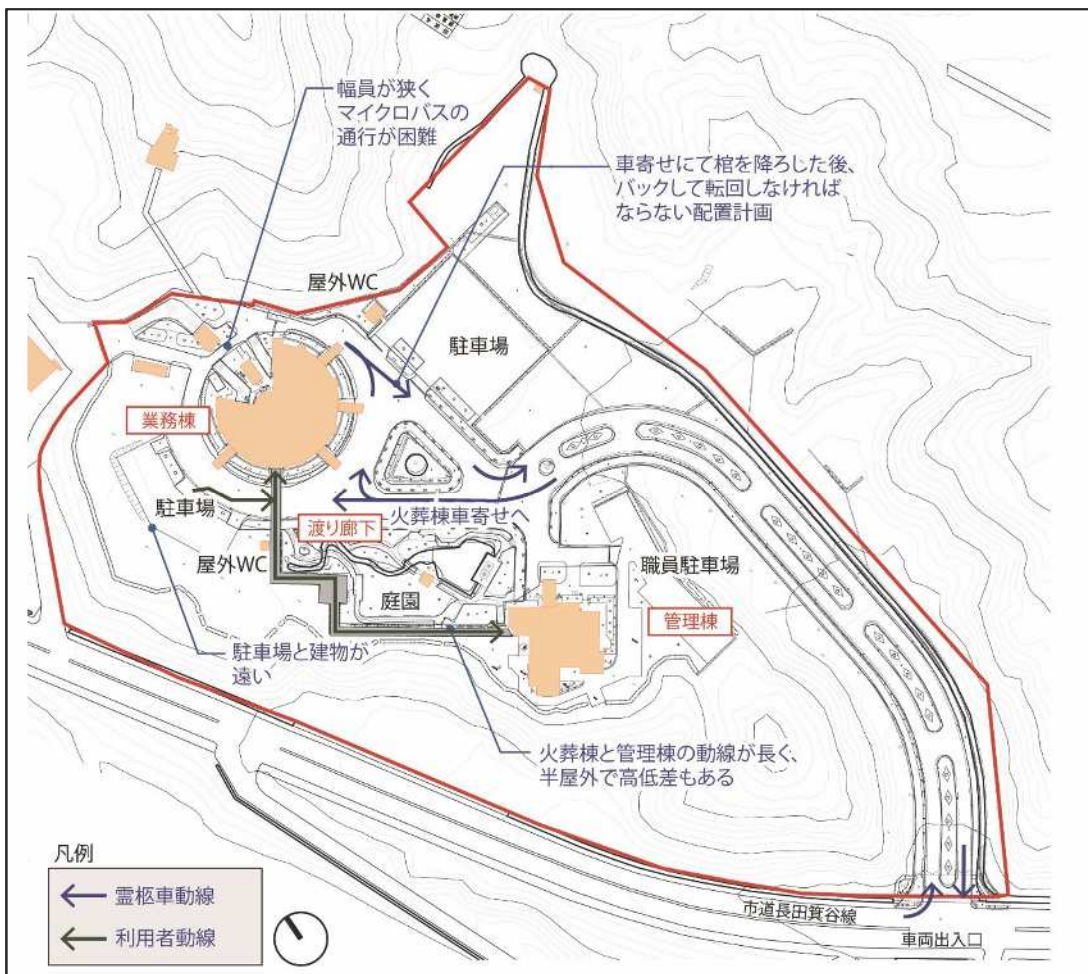 幅員が狭く
マイクロバスの
通行が困難
車寄せにて棺を降ろした後、
バックして転回しなければ
ならない配置計画
屋外WC
駐車場
業務棟
駐車場
渡り廊下
火葬棟車寄せへ
屋外WC
庭園
職員駐車場
管理棟
駐車場と建物が
遠い
火葬棟と管理棟の動線が長く、
半屋外で高低差もある
凡例
霊柩車動線
利用者動線
市道長田箕谷線
車両出入口